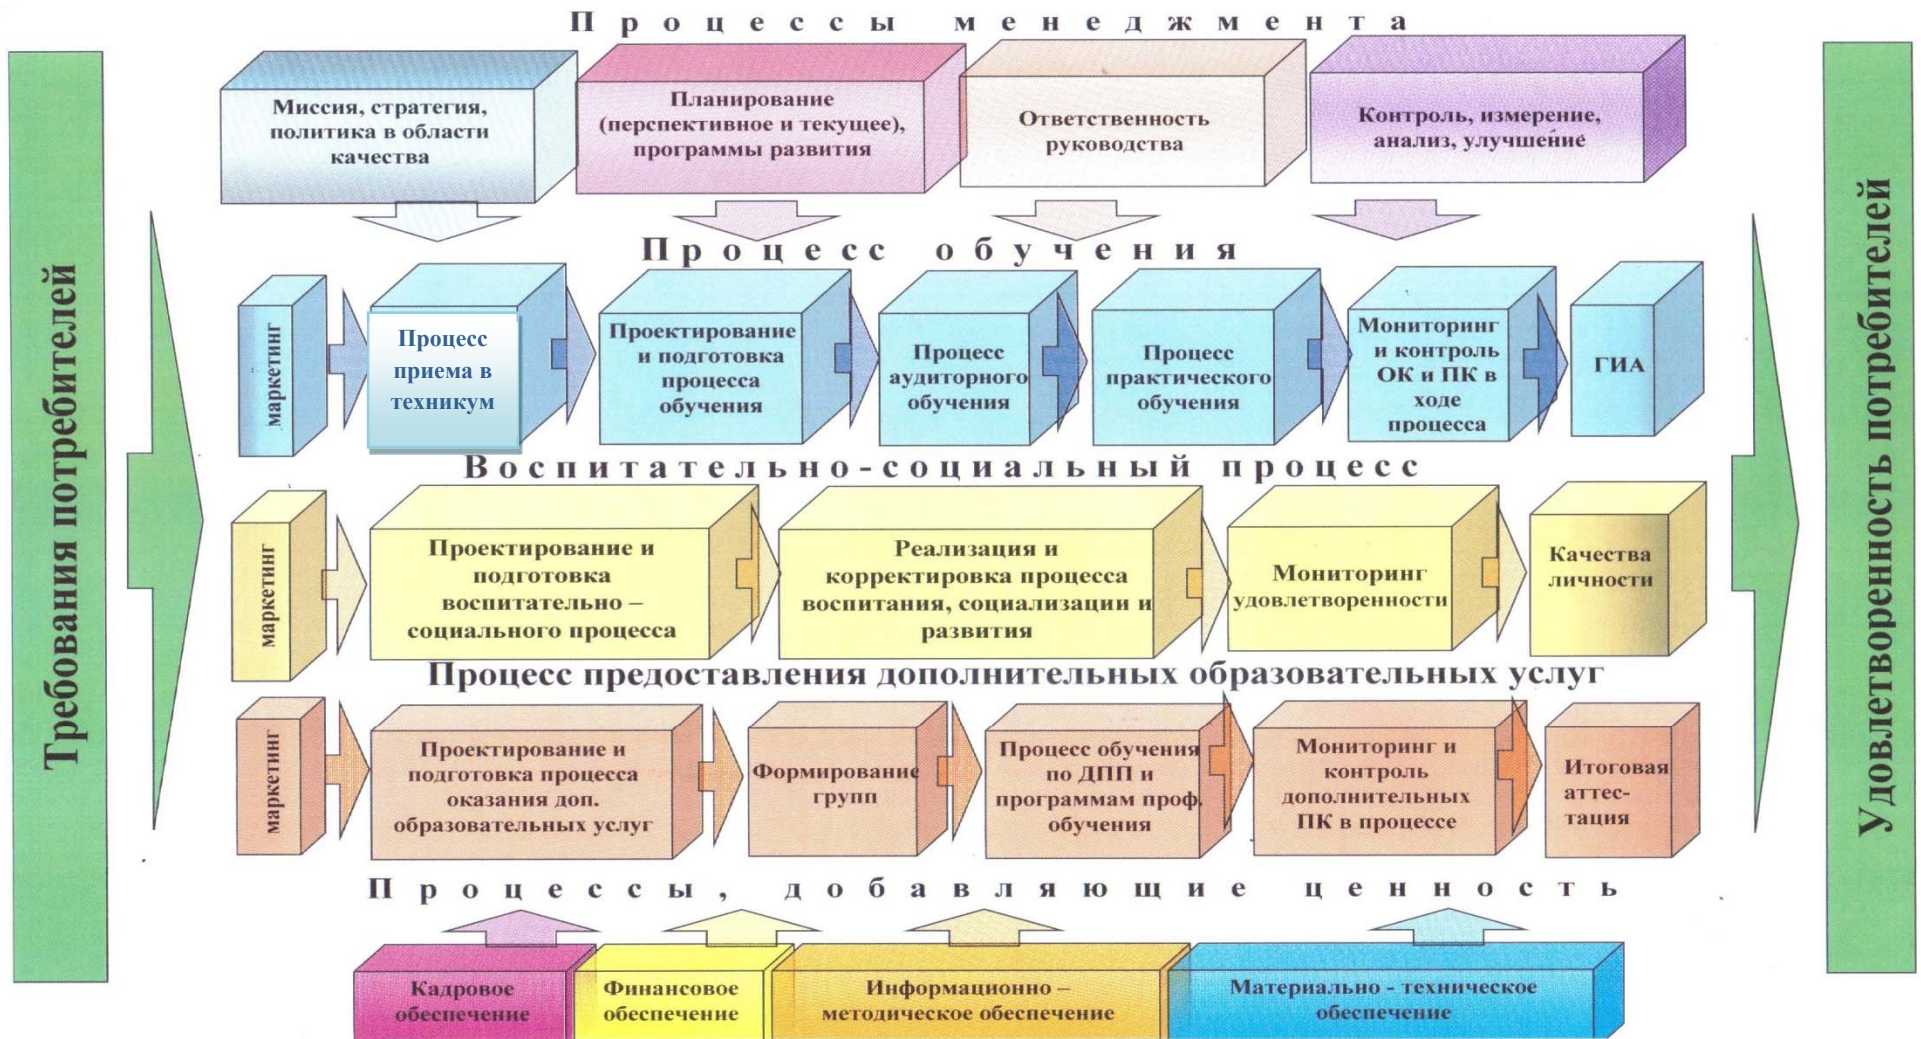 Процессы менеджмента
Миссия, стратегия,
политика в области
качества
Планирование
(перспективное и текущее),
программы развития
Ответственность
руководства
Контроль, измерение,
анализ, улучшение
Требования потребителей
Процесс обучения
маркетинг
Процесс
приема в
техникум
Проектирование
и подготовка
процесса
обучения
Процесс
аудиторного
обучения
Процесс
практического
обучения
Мониторинг
и контроль
ОК и ПК в
ходе
процесса
ГИА
Воспитательно-социальный процесс
маркетинг
Проектирование и
подготовка
воспитательно –
социального процесса
Реализация и
корректировка процесса
воспитания, социализации и
развития
Мониторинг
удовлетворенности
Качества
личности
Процесс предоставления дополнительных образовательных услуг
маркетинг
Проектирование и
подготовка процесса
оказания доп.
образовательных услуг
Формирование
групп
Процесс обучения
по ДПП и
программам проф.
обучения
Мониторинг и
контроль
дополнительных
ПК в процессе
Итоговая
аттес-
тация
Процессы, добавляющие ценность
Кадровое
обеспечение
Финансовое
обеспечение
Информационно –
методическое обеспечение
Материально - техническое
обеспечение
Удовлетворенность потребителей